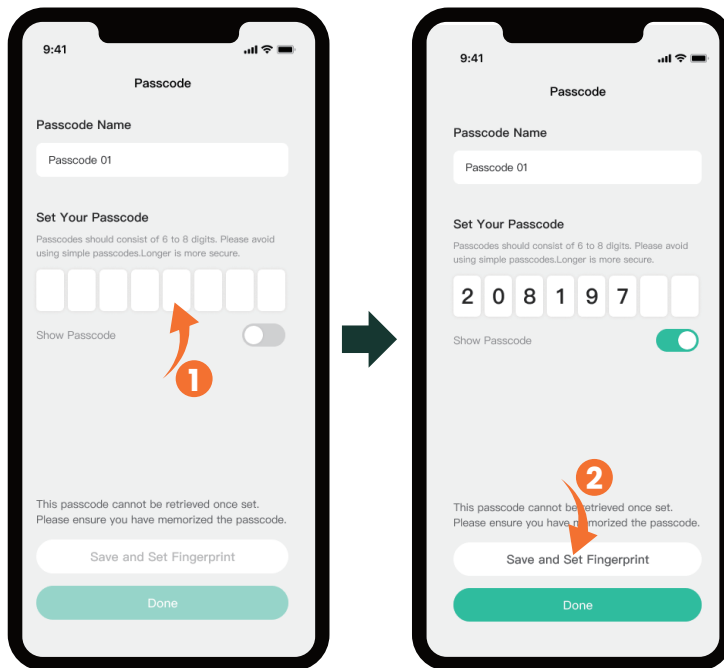 9:41
Passcode
Passcode Name
Passcode 01
Set Your Passcode
Passcodes should consist of 6 to 8 digits. Please avoid
using simple passcodes.Longer is more secure.
Show Passcode
1
This passcode cannot be retrieved once set.
Please ensure you have memorized the passcode.
Save and Set Fingerprint
Done
9:41
Passcode
Passcode Name
Passcode 01
Set Your Passcode
Passcodes should consist of 6 to 8 digits. Please avoid
using simple passcodes.Longer is more secure.
2 0 8 1 9 7
Show Passcode
2
This passcode cannot be retrieved once set.
Please ensure you have memorized the passcode.
Save and Set Fingerprint
Done